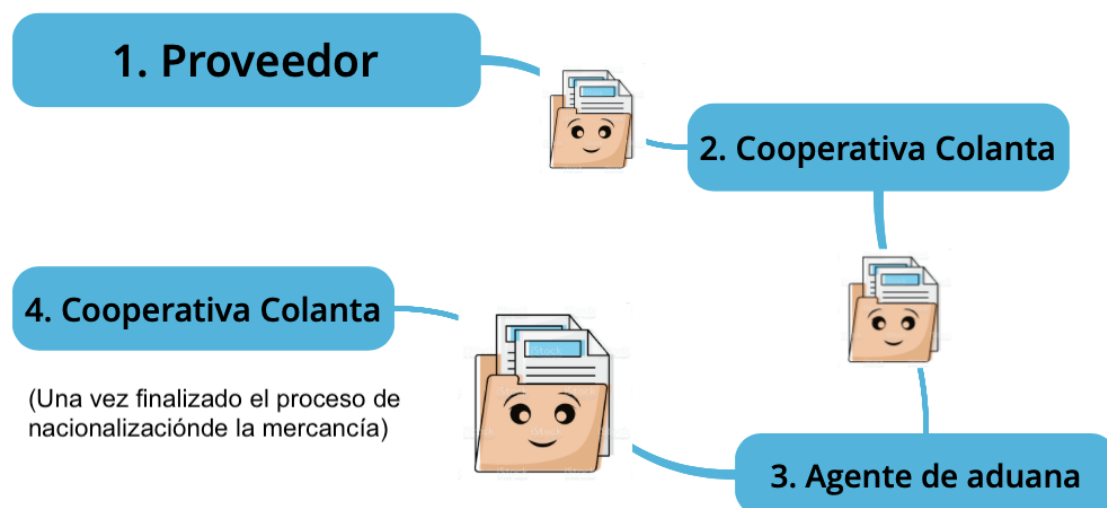 1. Proveedor
2. Cooperativa Colanta
4. Cooperativa Colanta
(Una vez finalizado el proceso de
nacionalizaciónde la mercancía)
iStock
3. Agente de aduana